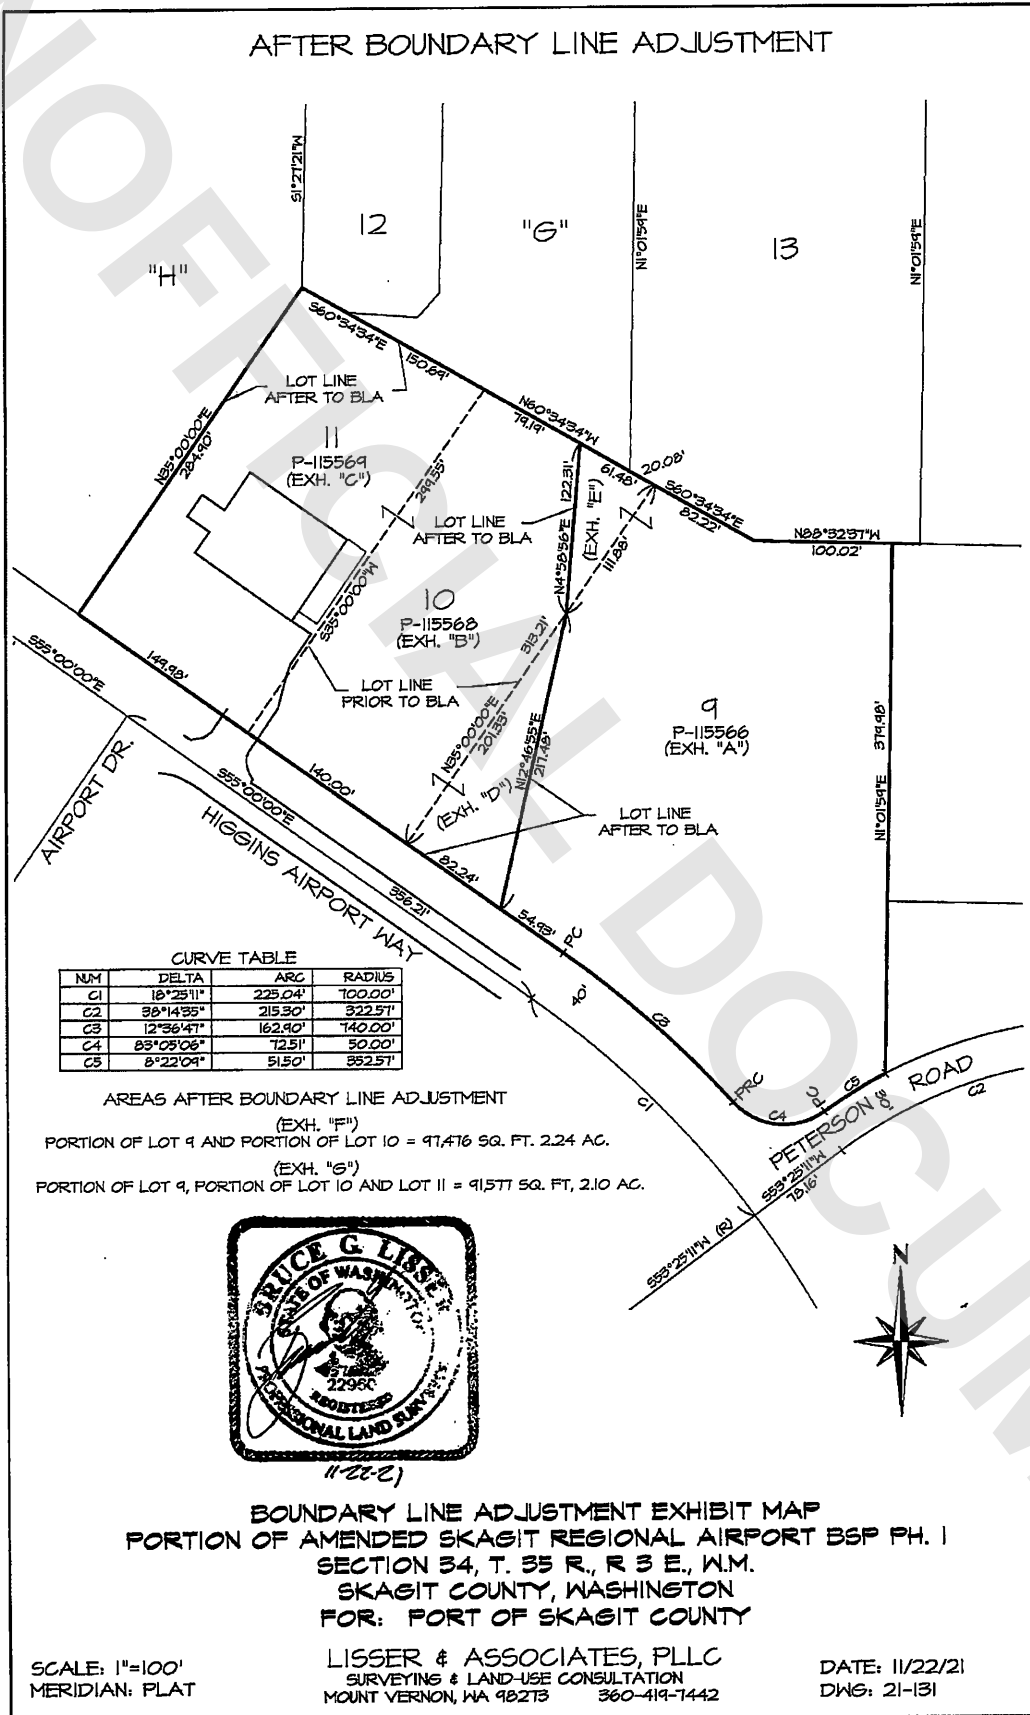 AFTER BOUNDARY LINE ADJUSTMENT
S1°27'21"W
12
"G"
N1°01'59"E
13
N1°01'59"E
"H"
S60°34'34"E
150.69'
LOT LINE
AFTER TO BLA
N60°34'34"W
79.19'
11
P-115569
(EXH. "C")
N35°00'00"E
284.90'
299.55'
122.31'
61.48'
20.08'
S60°34'34"E
82.22'
(EXH. "E")
LOT LINE
AFTER TO BLA
N88°32'37"W
100.02'
N4°58'56"E
111.88'
S35°00'00"W
10
P-115568
(EXH. "B")
313.21'
S55°00'00"E
149.98'
LOT LINE
PRIOR TO BLA
9
P-115566
(EXH. "A")
379.98'
N35°00'00"E
201.33'
N12°46'55"E
217.48'
AIRPORT DR.
S55°00'00"E
140.00'
(EXH. "D")
LOT LINE
AFTER TO BLA
N1°01'59"E
HIGGINS AIRPORT WAY
82.24'
356.21'
54.93'
PC
40'
C3
CURVE TABLE
NUM DELTA ARC RADIUS
C1 18°25'11" 225.04' 700.00'
C2 38°14'35" 215.30' 322.57'
C3 12°36'47" 162.90' 740.00'
C4 83°05'06" 72.51' 50.00'
C5 8°22'09" 51.50' 352.57'
C1
PRC
C4
PC
C5
30'
PETERSON ROAD
C2
S53°25'11"W
78.16'
S53°25'11"W (R)
AREAS AFTER BOUNDARY LINE ADJUSTMENT
(EXH. "F")
PORTION OF LOT 9 AND PORTION OF LOT 10 = 97,476 SQ. FT. 2.24 AC.
(EXH. "G")
PORTION OF LOT 9, PORTION OF LOT 10 AND LOT 11 = 91,577 SQ. FT, 2.10 AC.
BRUCE G. LISSER
STATE OF WASHINGTON
22960
REGISTERED
PROFESSIONAL LAND SURVEYOR
11-22-21
N
BOUNDARY LINE ADJUSTMENT EXHIBIT MAP
PORTION OF AMENDED SKAGIT REGIONAL AIRPORT BSP PH. 1
SECTION 34, T. 35 R., R 3 E., W.M.
SKAGIT COUNTY, WASHINGTON
FOR: PORT OF SKAGIT COUNTY
SCALE: 1"=100'
MERIDIAN: PLAT
LISSER & ASSOCIATES, PLLC
SURVEYING & LAND-USE CONSULTATION
MOUNT VERNON, WA 98273 360-419-7442
DATE: 11/22/21
DWG: 21-131
UNOFFICIAL DOCUMENT